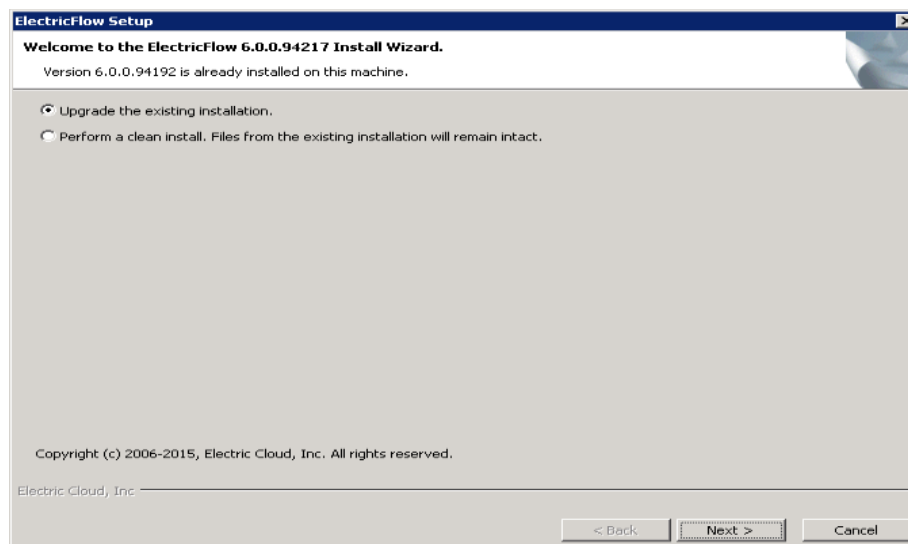 ElectricFlow Setup
Welcome to the ElectricFlow 6.0.0.94217 Install Wizard.
Version 6.0.0.94192 is already installed on this machine.
Upgrade the existing installation.
Perform a clean install. Files from the existing installation will remain intact.
Copyright (c) 2006-2015, Electric Cloud, Inc. All rights reserved.
Electric Cloud, Inc
< Back
Next >
Cancel